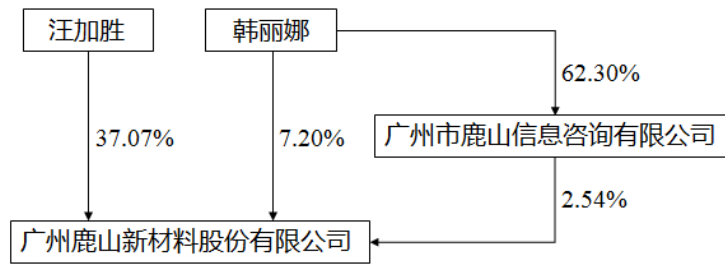 汪加胜
韩丽娜
62.30%
37.07%
7.20%
广州市鹿山信息咨询有限公司
2.54%
广州鹿山新材料股份有限公司